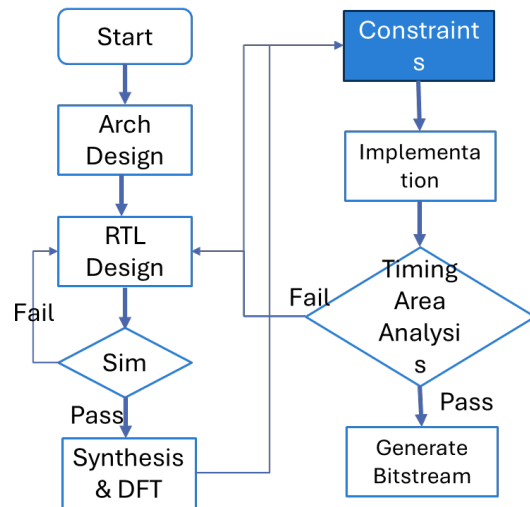 Start
Arch
Design
RTL
Design
Fail
Sim
Pass
Synthesis
& DFT
Constraint
s
Implementa
tion
Timing
Area
Analysi
s
Fail
Pass
Generate
Bitstream